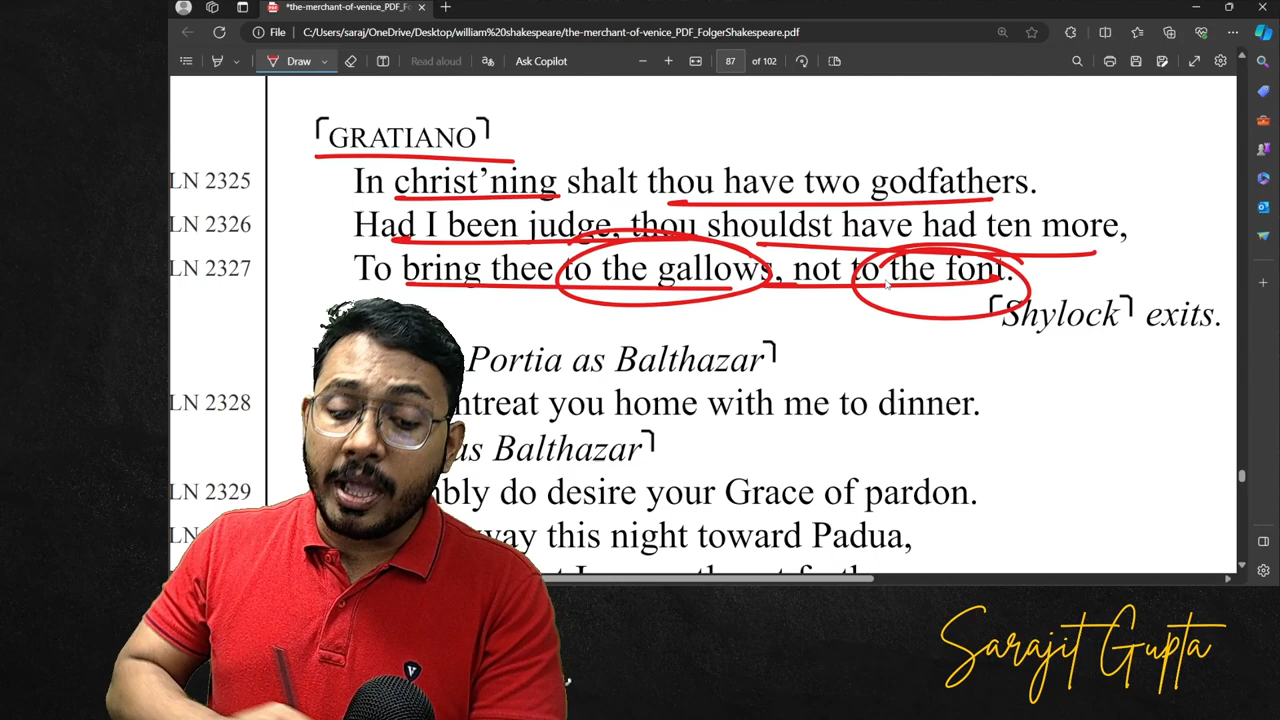 *the-merchant-of-venice_PDF_Fo
File C:/Users/saraj/OneDrive/Desktop/william%20shakespeare/the-merchant-of-venice_PDF_FolgerShakespeare.pdf
Draw Read aloud Ask Copilot 87 of 102
⌜GRATIANO⌝
LN 2325 In christ’ning shalt thou have two godfathers.
LN 2326 Had I been judge, thou shouldst have had ten more,
LN 2327 To bring thee to the gallows, not to the font.
⌜Shylock⌝ exits.
Portia as Balthazar⌝
LN 2328 ntreat you home with me to dinner.
as Balthazar⌝
LN 2329 mbly do desire your Grace of pardon.
LN way this night toward Padua,
Sarajit Gupta